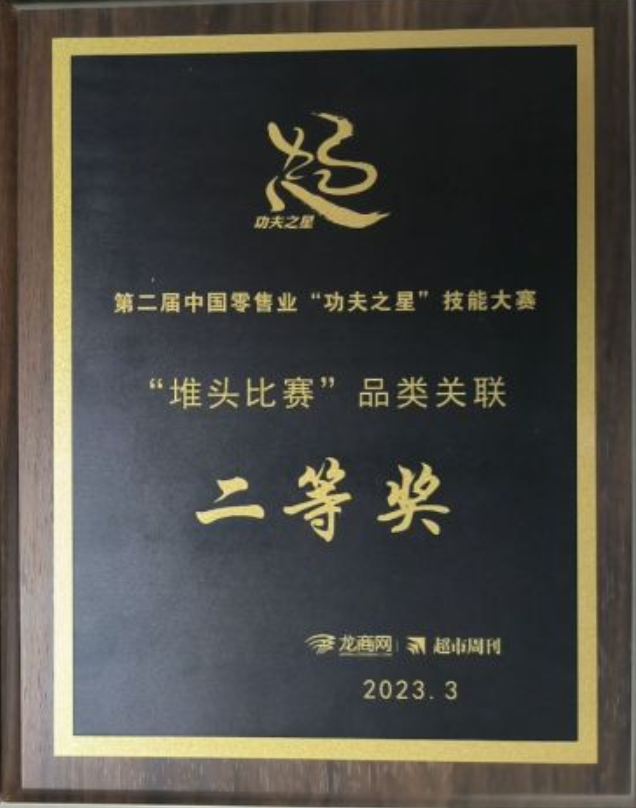 功夫之星
第二届中国零售业“功夫之星”技能大赛
“堆头比赛”品类关联
二等奖
龙商网 超市周刊
2023.3